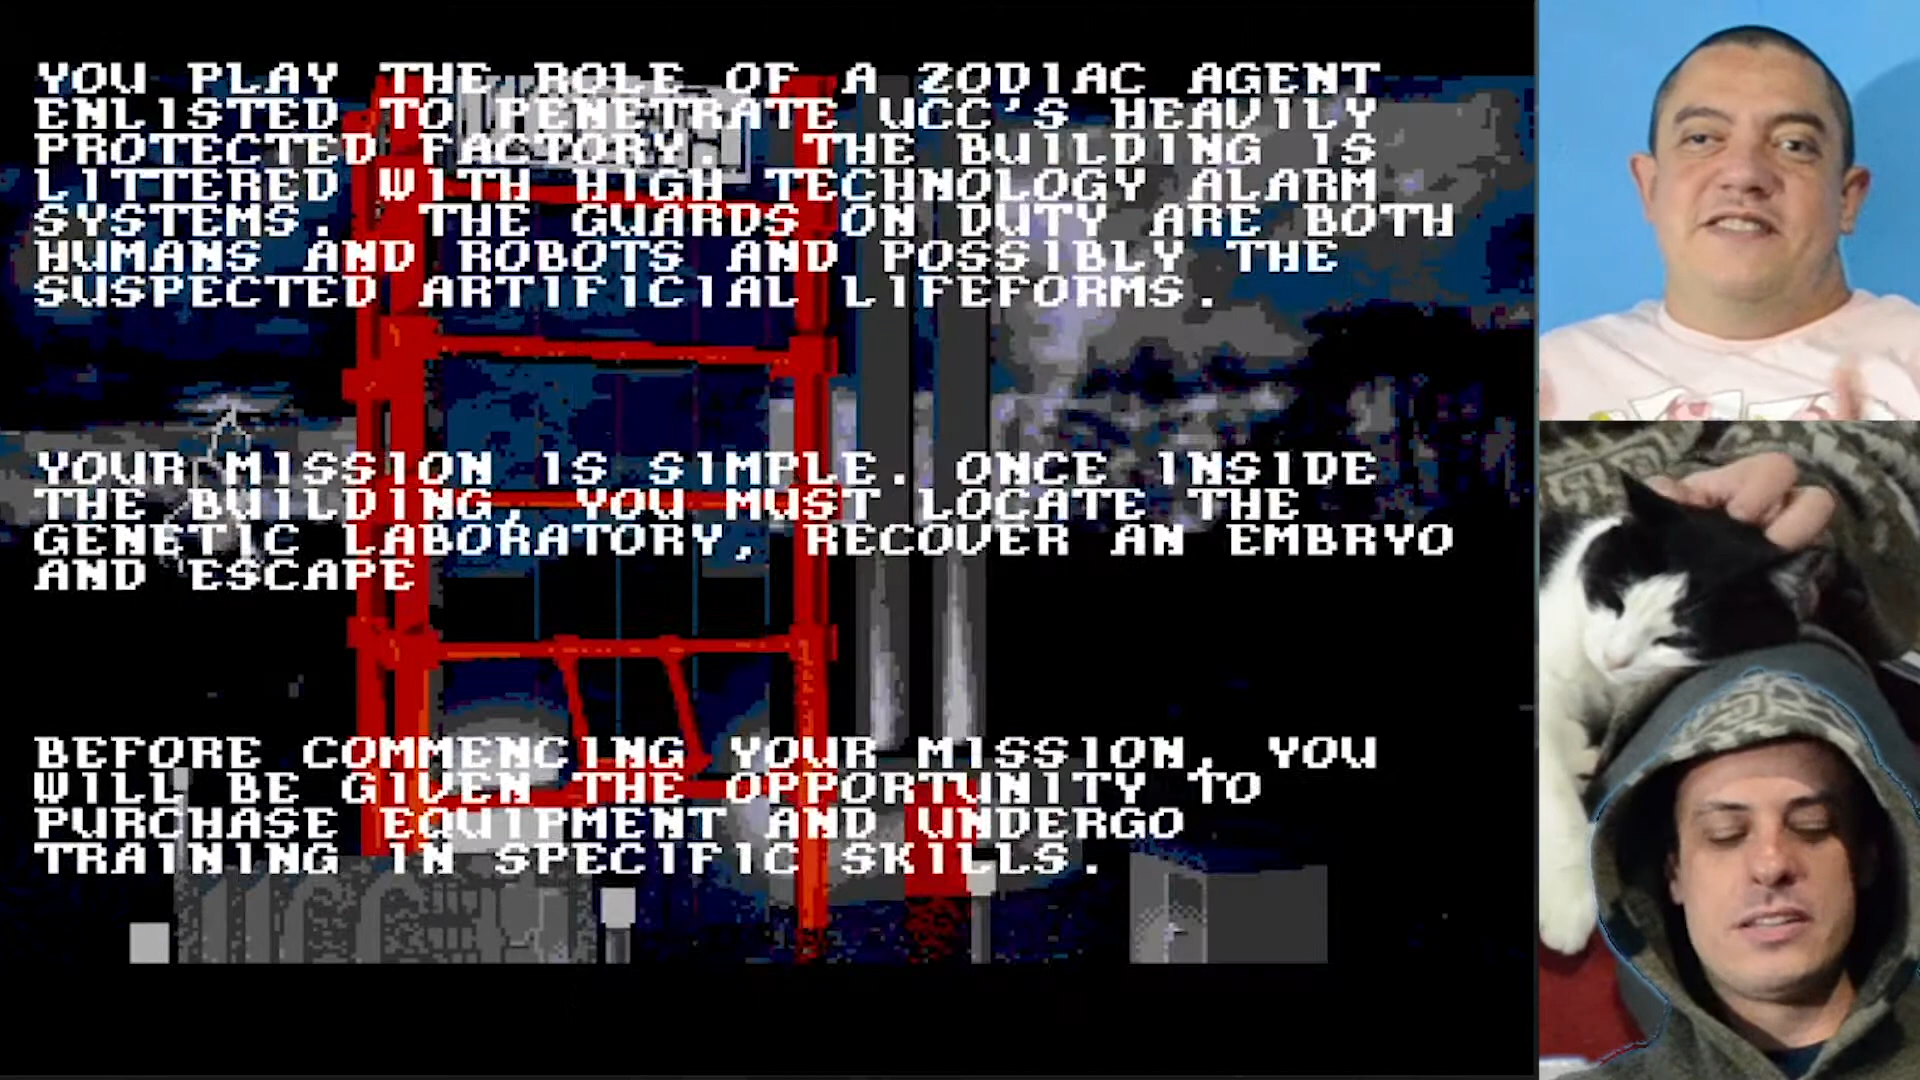 YOU PLAY THE ROLE OF A ZODIAC AGENT
ENLISTED TO PENETRATE UCC'S HEAVILY
PROTECTED FACTORY. THE BUILDING IS
LITTERED WITH HIGH TECHNOLOGY ALARM
SYSTEMS. THE GUARDS ON DUTY ARE BOTH
HUMANS AND ROBOTS AND POSSIBLY THE
SUSPECTED ARTIFICIAL LIFEFORMS.
YOUR MISSION IS SIMPLE. ONCE INSIDE
THE BUILDING, YOU MUST LOCATE THE
GENETIC LABORATORY, RECOVER AN EMBRYO
AND ESCAPE
BEFORE COMMENCING YOUR MISSION, YOU
WILL BE GIVEN THE OPPORTUNITY TO
PURCHASE EQUIPMENT AND UNDERGO
TRAINING IN SPECIFIC SKILLS.
UCC